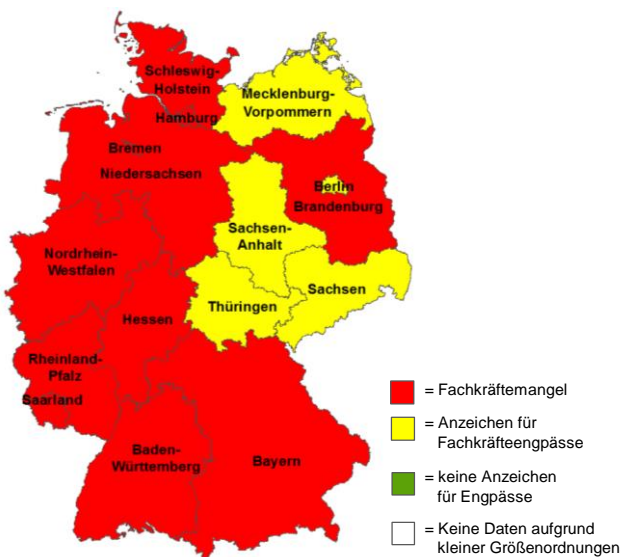 Schleswig-
Holstein
Mecklenburg-
Vorpommern
Hamburg
Bremen
Niedersachsen
Berlin
Brandenburg
Sachsen-
Anhalt
Nordrhein-
Westfalen
Sachsen
Thüringen
Hessen
Rheinland-
Pfalz
Saarland
Baden-
Württemberg
Bayern
= Fachkräftemangel
= Anzeichen für
Fachkräfteengpässe
= keine Anzeichen
für Engpässe
= Keine Daten aufgrund
kleiner Größenordnungen